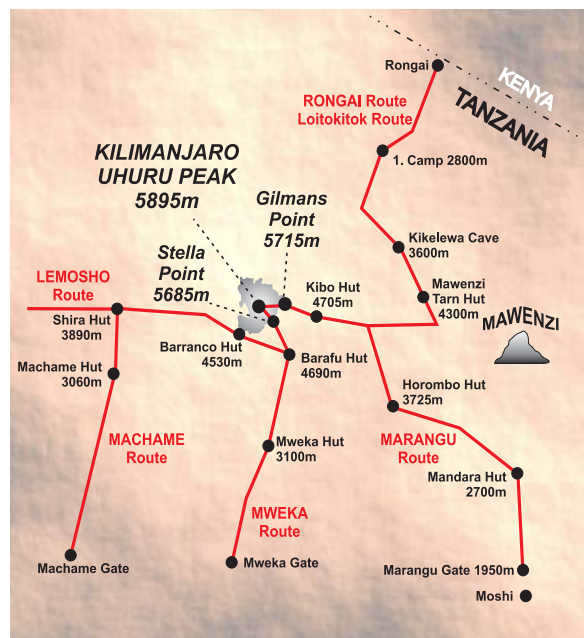 Rongai
KENYA
TANZANIA
RONGAI Route
Loitokitok Route
1. Camp 2800m
KILIMANJARO
UHURU PEAK
5895m
Gilmans
Point
5715m
Kikelewa Cave
3600m
Stella
Point
5685m
LEMOSHO
Route
Kibo Hut
4705m
Mawenzi
Tarn Hut
4300m
MAWENZI
Shira Hut
3890m
Barranco Hut
4530m
Barafu Hut
4690m
Machame Hut
3060m
Horombo Hut
3725m
MACHAME
Route
Mweka Hut
3100m
MARANGU
Route
Mandara Hut
2700m
MWEKA
Route
Machame Gate
Mweka Gate
Marangu Gate 1950m
Moshi